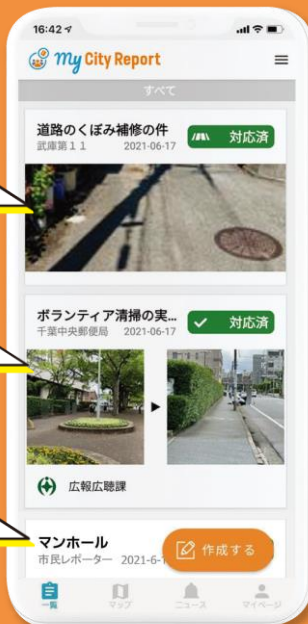 16:42
My City Report
すべて
道路のくぼみ補修の件
対応済
武庫第11 2021-06-17
ボランティア清掃の実...
対応済
千葉中央郵便局 2021-06-17
広報広聴課
マンホール
市民レポーター 2021-6-1
作成する
一覧
マップ
ニュース
マイページ